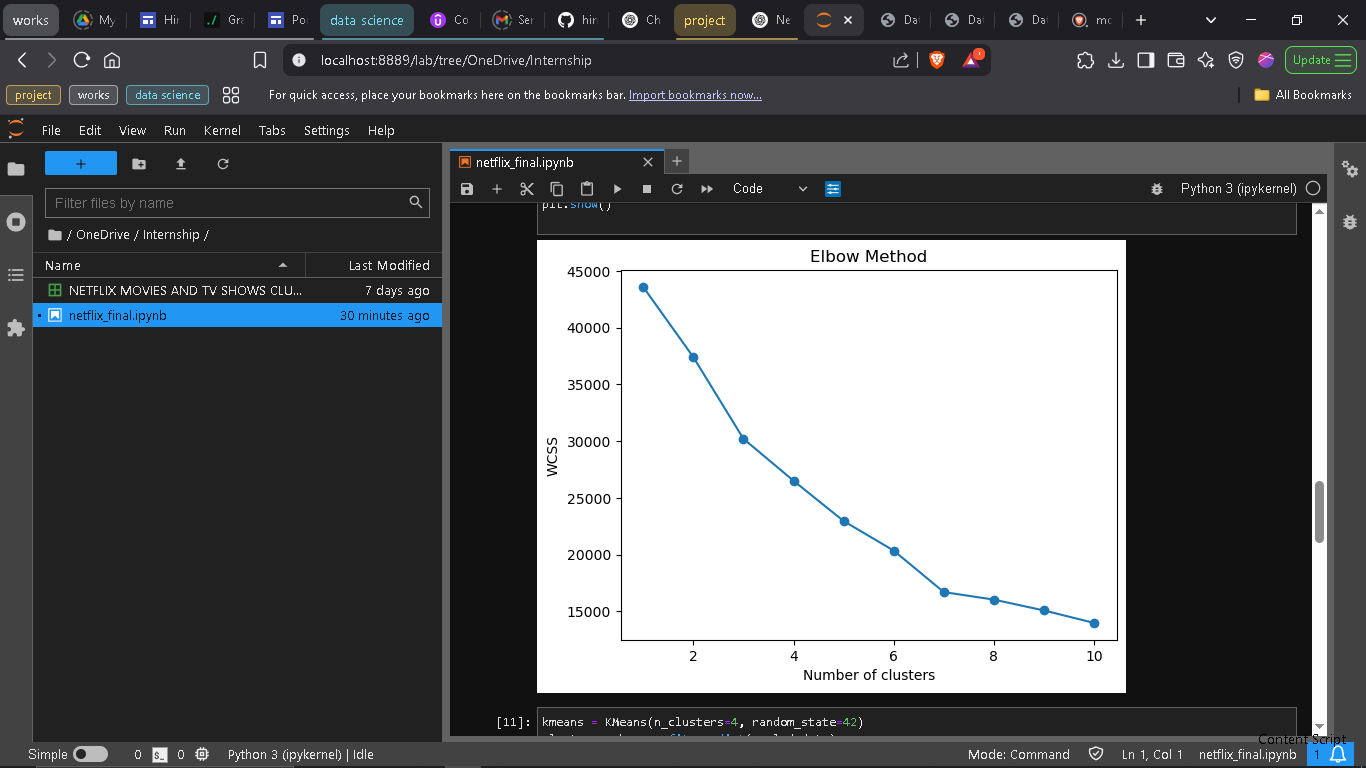 works
My
Hir
Gra
Po
data science
Co
Ser
hir
Ch
project
Ne
Dat
Dat
Dat
mc
localhost:8889/lab/tree/OneDrive/Internship
1
Update
project
works
data science
For quick access, place your bookmarks here on the bookmarks bar. Import bookmarks now...
All Bookmarks
File Edit View Run Kernel Tabs Settings Help
netflix_final.ipynb
Code
Python 3 (ipykernel)
Filter files by name
/ OneDrive / Internship /
Name
Last Modified
NETFLIX MOVIES AND TV SHOWS CLU...
7 days ago
netflix_final.ipynb
30 minutes ago
plt.show()
Elbow Method
45000
40000
35000
30000
25000
20000
15000
WCSS
2 4 6 8 10
Number of clusters
[11]: kmeans = KMeans(n_clusters=4, random_state=42)
Simple
0
0
Python 3 (ipykernel) | Idle
Mode: Command
Ln 1, Col 1
netflix_final.ipynb
1
Content Script